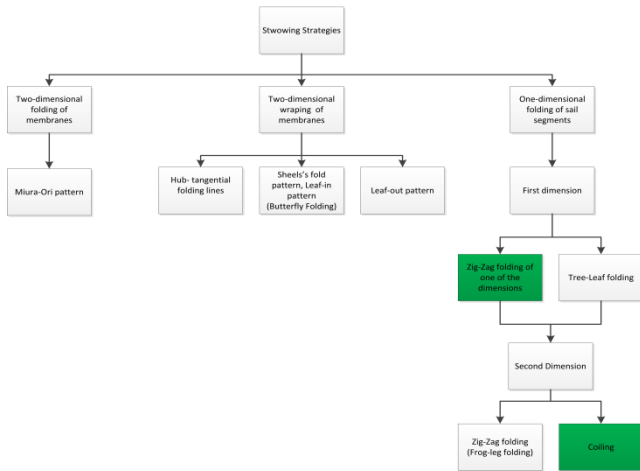 Stwowing Strategies
Two-dimensional
folding of
membranes
Two-dimensional
wraping of
membranes
One-dimensional
folding of sail
segments
Miura-Ori pattern
Hub- tangential
folding lines
Sheels's fold
pattern, Leaf-in
pattern
(Butterfly Folding)
Leaf-out pattern
First dimension
Zig-Zag folding of
one of the
dimensions
Tree-Leaf folding
Second Dimension
Zig-Zag folding
(Frog-leg folding)
Coiling